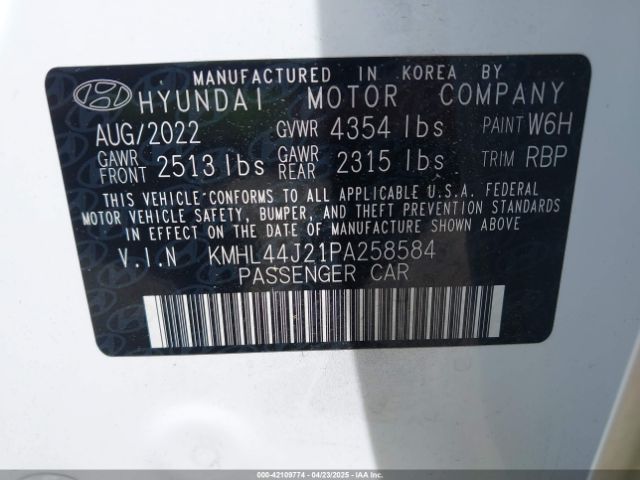 MANUFACTURED IN KOREA BY
HYUNDAI MOTOR COMPANY
AUG/2022 GVWR 4354 lbs PAINT W6H
GAWR FRONT 2513 lbs GAWR REAR 2315 lbs TRIM RBP
THIS VEHICLE CONFORMS TO ALL APPLICABLE U.S.A. FEDERAL
MOTOR VEHICLE SAFETY, BUMPER, AND THEFT PREVENTION STANDARDS
IN EFFECT ON THE DATE OF MANUFACTURE SHOWN ABOVE
V.I.N KMHL44J21PA258584
PASSENGER CAR
000-42109774 - 04/23/2025 - IAAI.COM